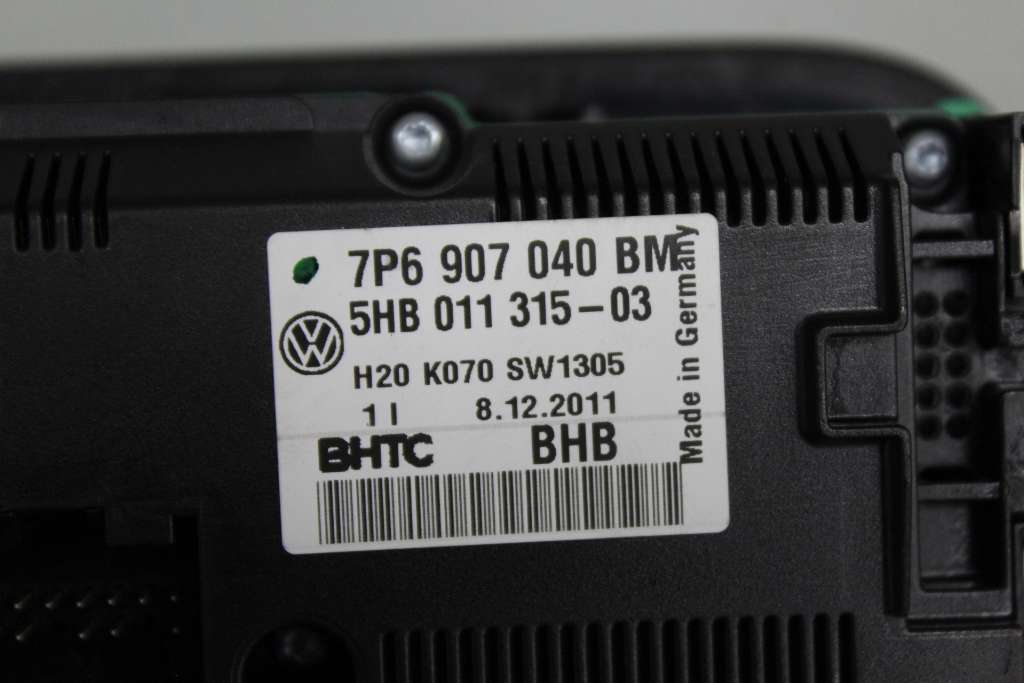 7P6 907 040 BM
5HB 011 315-03
H20 K070 SW1305
1 I 8.12.2011
BHTC BHB
Made in Germany
VW